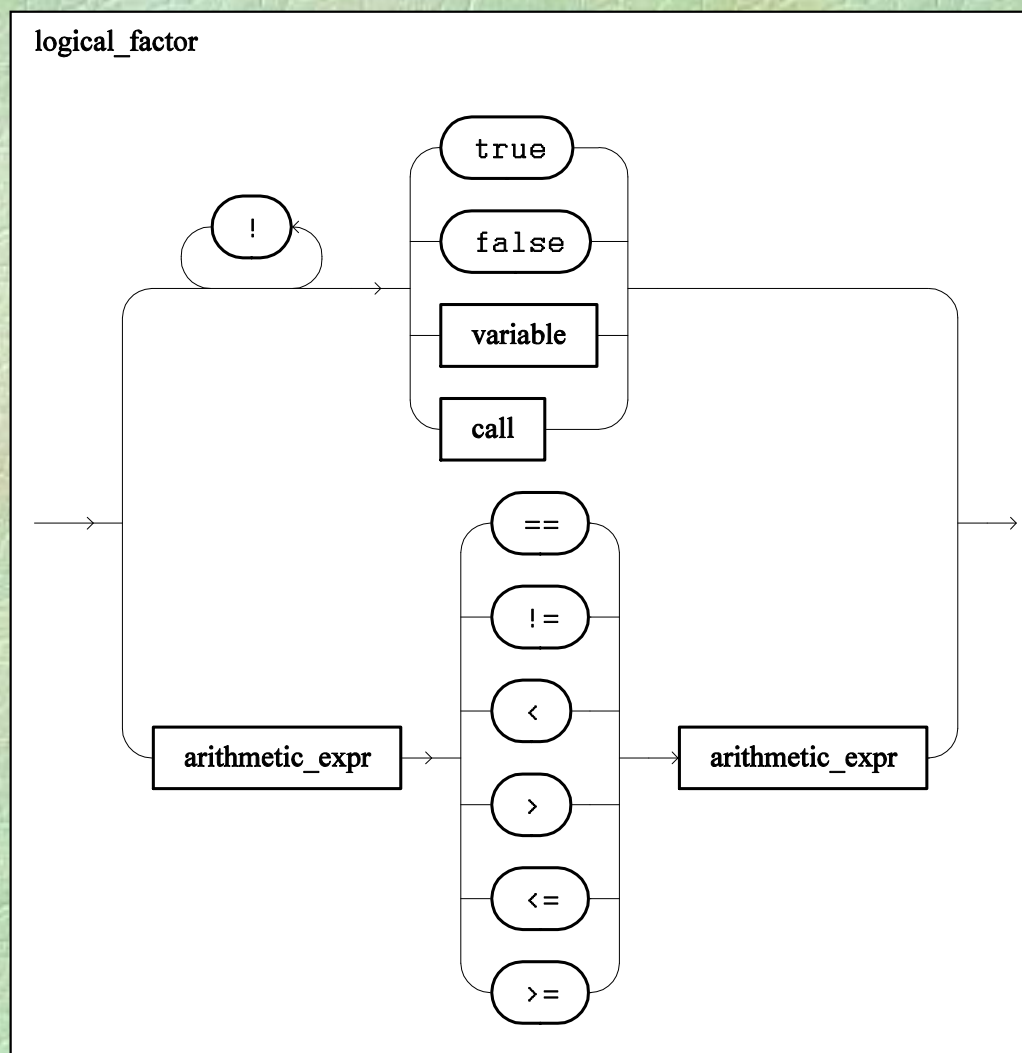 logical_factor
true
!
false
variable
call
==
!=
<
arithmetic_expr arithmetic_expr
>
<=
>=